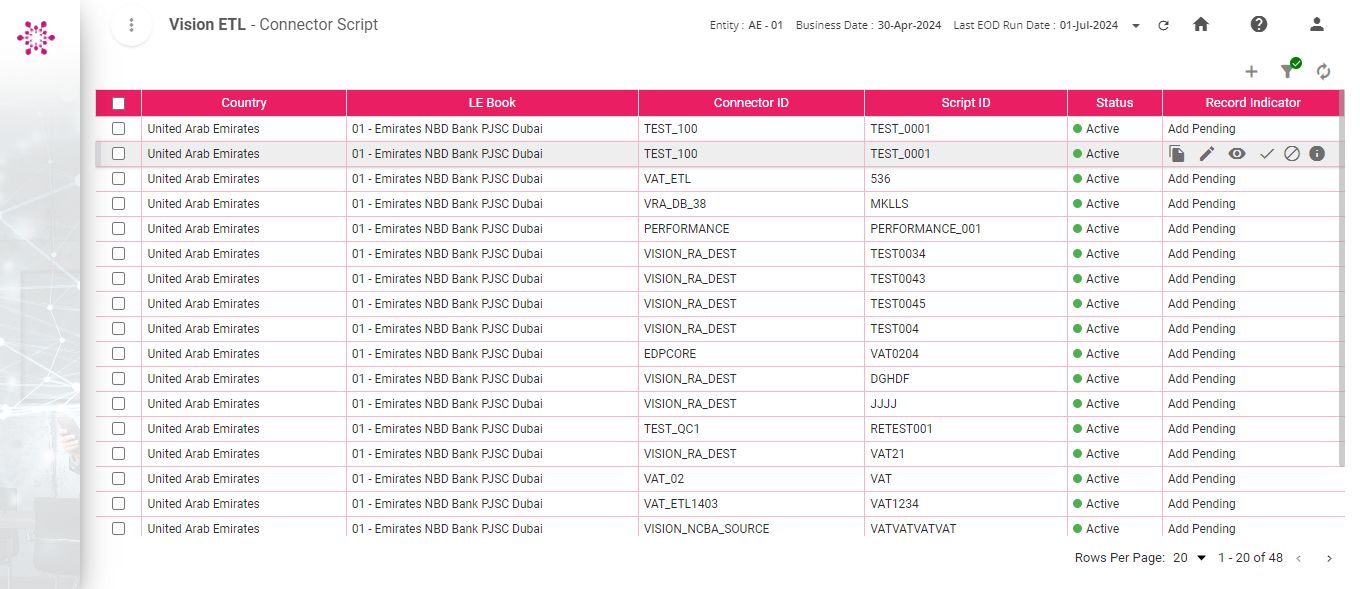 Vision ETL - Connector Script
Entity : AE - 01 Business Date : 30-Apr-2024 Last EOD Run Date : 01-Jul-2024
Country LE Book Connector ID Script ID Status Record Indicator
United Arab Emirates 01 - Emirates NBD Bank PJSC Dubai TEST_100 TEST_0001 Active Add Pending
United Arab Emirates 01 - Emirates NBD Bank PJSC Dubai TEST_100 TEST_0001 Active
United Arab Emirates 01 - Emirates NBD Bank PJSC Dubai VAT_ETL 536 Active Add Pending
United Arab Emirates 01 - Emirates NBD Bank PJSC Dubai VRA_DB_38 MKLLS Active Add Pending
United Arab Emirates 01 - Emirates NBD Bank PJSC Dubai PERFORMANCE PERFORMANCE_001 Active Add Pending
United Arab Emirates 01 - Emirates NBD Bank PJSC Dubai VISION_RA_DEST TEST0034 Active Add Pending
United Arab Emirates 01 - Emirates NBD Bank PJSC Dubai VISION_RA_DEST TEST0043 Active Add Pending
United Arab Emirates 01 - Emirates NBD Bank PJSC Dubai VISION_RA_DEST TEST0045 Active Add Pending
United Arab Emirates 01 - Emirates NBD Bank PJSC Dubai VISION_RA_DEST TEST004 Active Add Pending
United Arab Emirates 01 - Emirates NBD Bank PJSC Dubai EDPCORE VAT0204 Active Add Pending
United Arab Emirates 01 - Emirates NBD Bank PJSC Dubai VISION_RA_DEST DGHDF Active Add Pending
United Arab Emirates 01 - Emirates NBD Bank PJSC Dubai VISION_RA_DEST JJJJ Active Add Pending
United Arab Emirates 01 - Emirates NBD Bank PJSC Dubai TEST_QC1 RETEST001 Active Add Pending
United Arab Emirates 01 - Emirates NBD Bank PJSC Dubai VISION_RA_DEST VAT21 Active Add Pending
United Arab Emirates 01 - Emirates NBD Bank PJSC Dubai VAT_02 VAT Active Add Pending
United Arab Emirates 01 - Emirates NBD Bank PJSC Dubai VAT_ETL1403 VAT1234 Active Add Pending
United Arab Emirates 01 - Emirates NBD Bank PJSC Dubai VISION_NCBA_SOURCE VATVATVATVAT Active Add Pending
Rows Per Page: 20 1 - 20 of 48